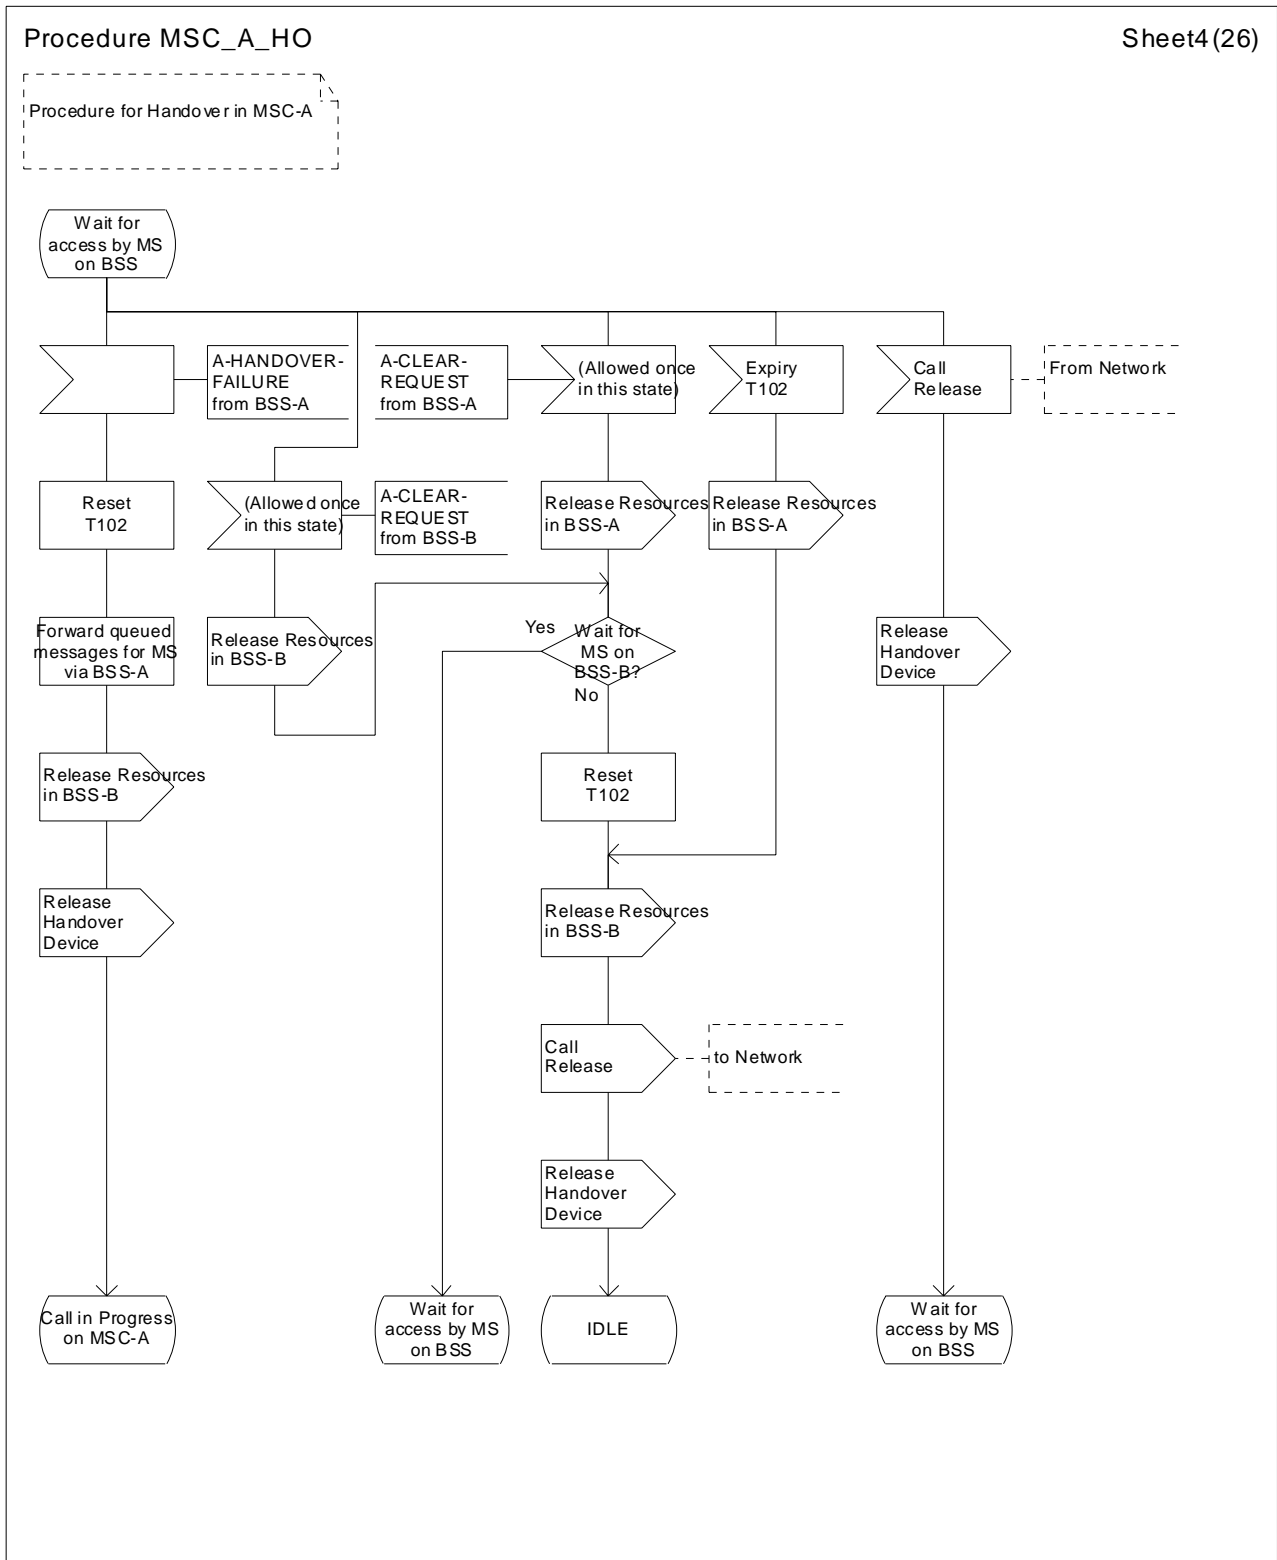 Procedure MSC_A_HO
Sheet4(26)
Procedure for Handover in MSC-A
Wait for
access by MS
on BSS
A-HANDOVER-
FAILURE
from BSS-A
A-CLEAR-
REQUEST
from BSS-A
(Allowed once
in this state)
Expiry
T102
Call
Release
From Network
Reset
T102
(Allowed once
in this state)
A-CLEAR-
REQUEST
from BSS-B
Release Resources
in BSS-A
Release Resources
in BSS-A
Forward queued
messages for MS
via BSS-A
Release Resources
in BSS-B
Yes
Wait for
MS on
BSS-B?
No
Release
Handover
Device
Release Resources
in BSS-B
Reset
T102
Release
Handover
Device
Release Resources
in BSS-B
Call
Release
to Network
Release
Handover
Device
Call in Progress
on MSC-A
Wait for
access by MS
on BSS
IDLE
Wait for
access by MS
on BSS